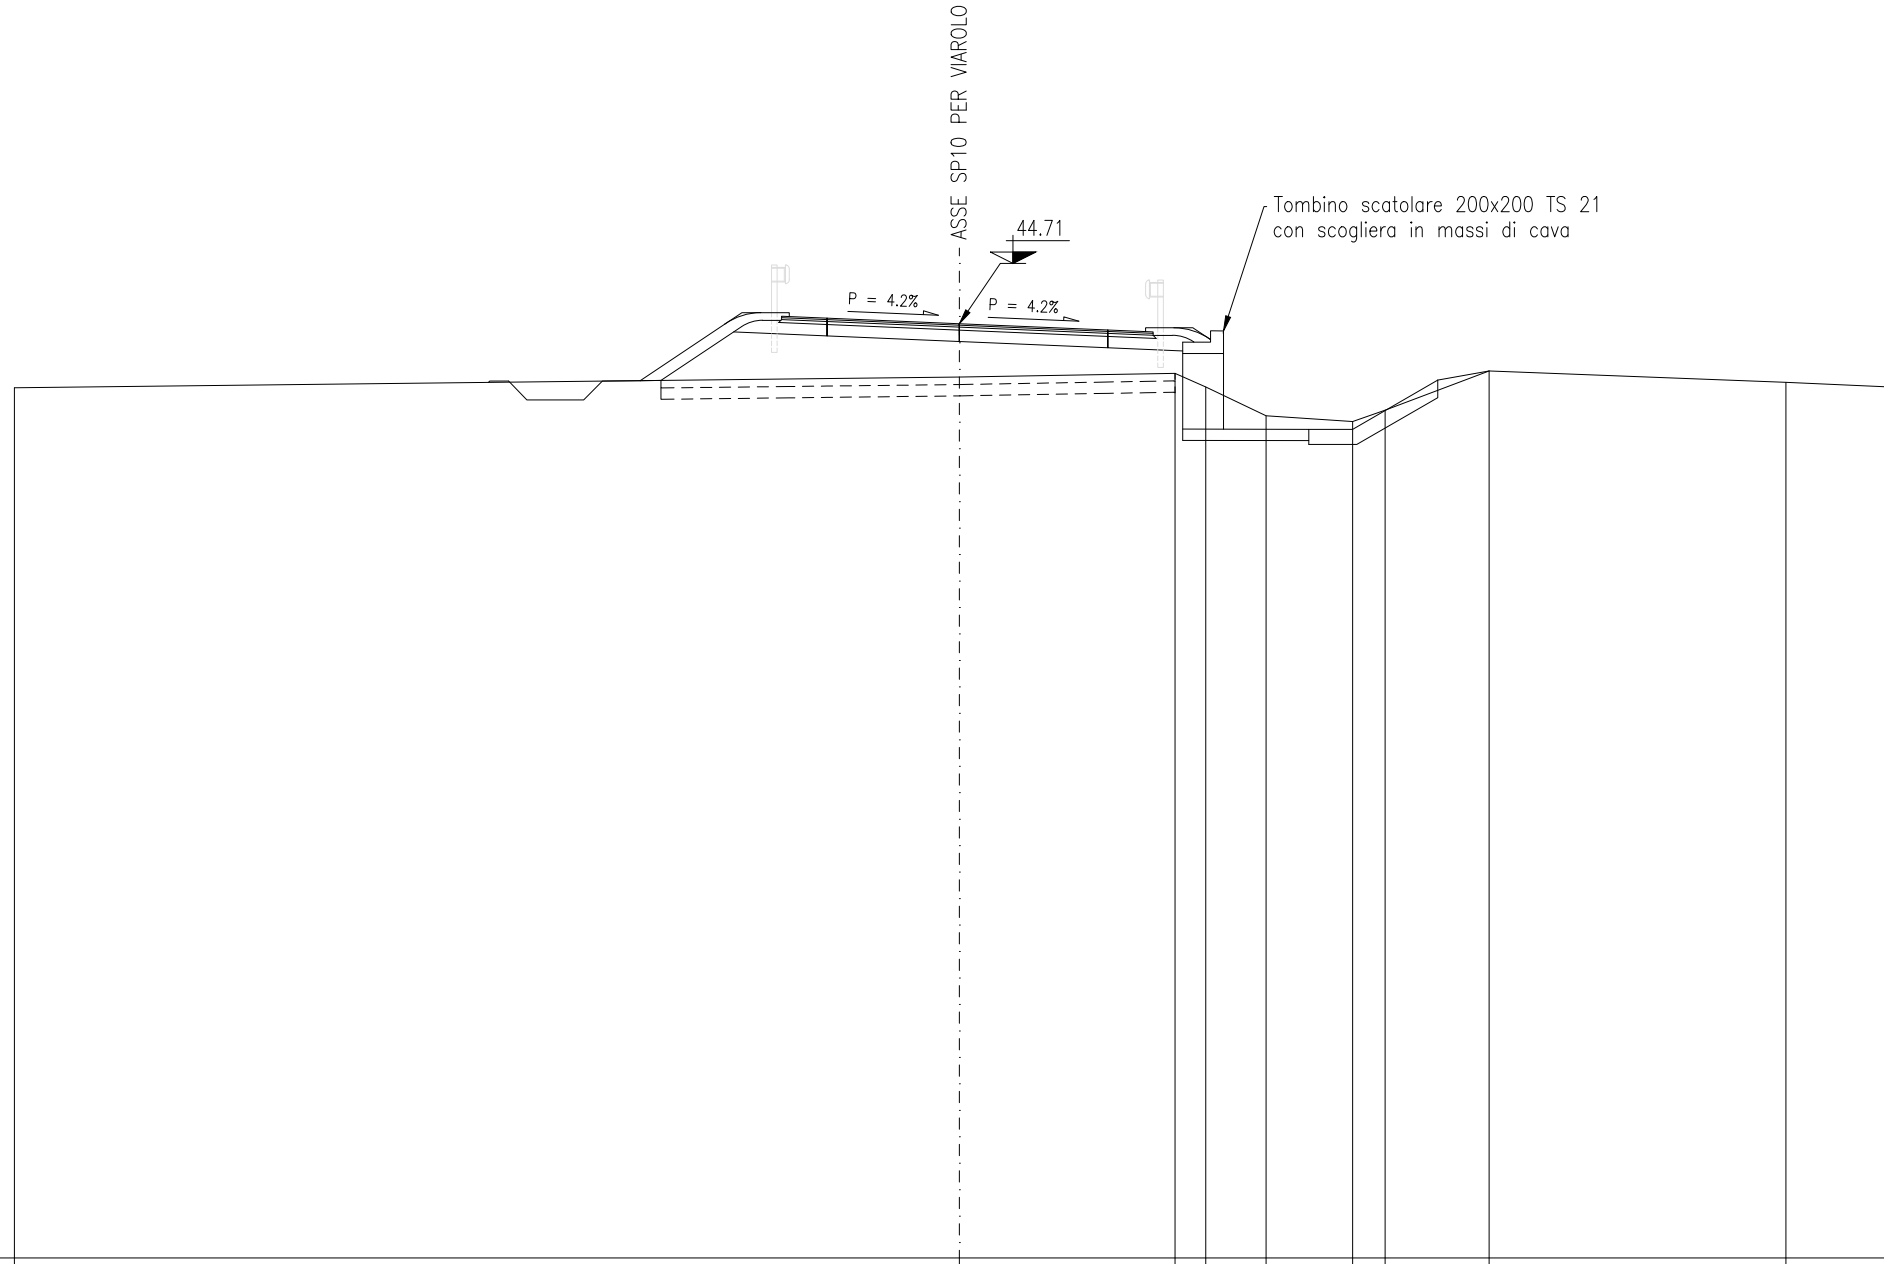 ASSE SP10 PER VIAROLO
Tombino scatolare 200x200 TS 21
con scogliera in massi di cava
44.71
P = 4.2%
P = 4.2%